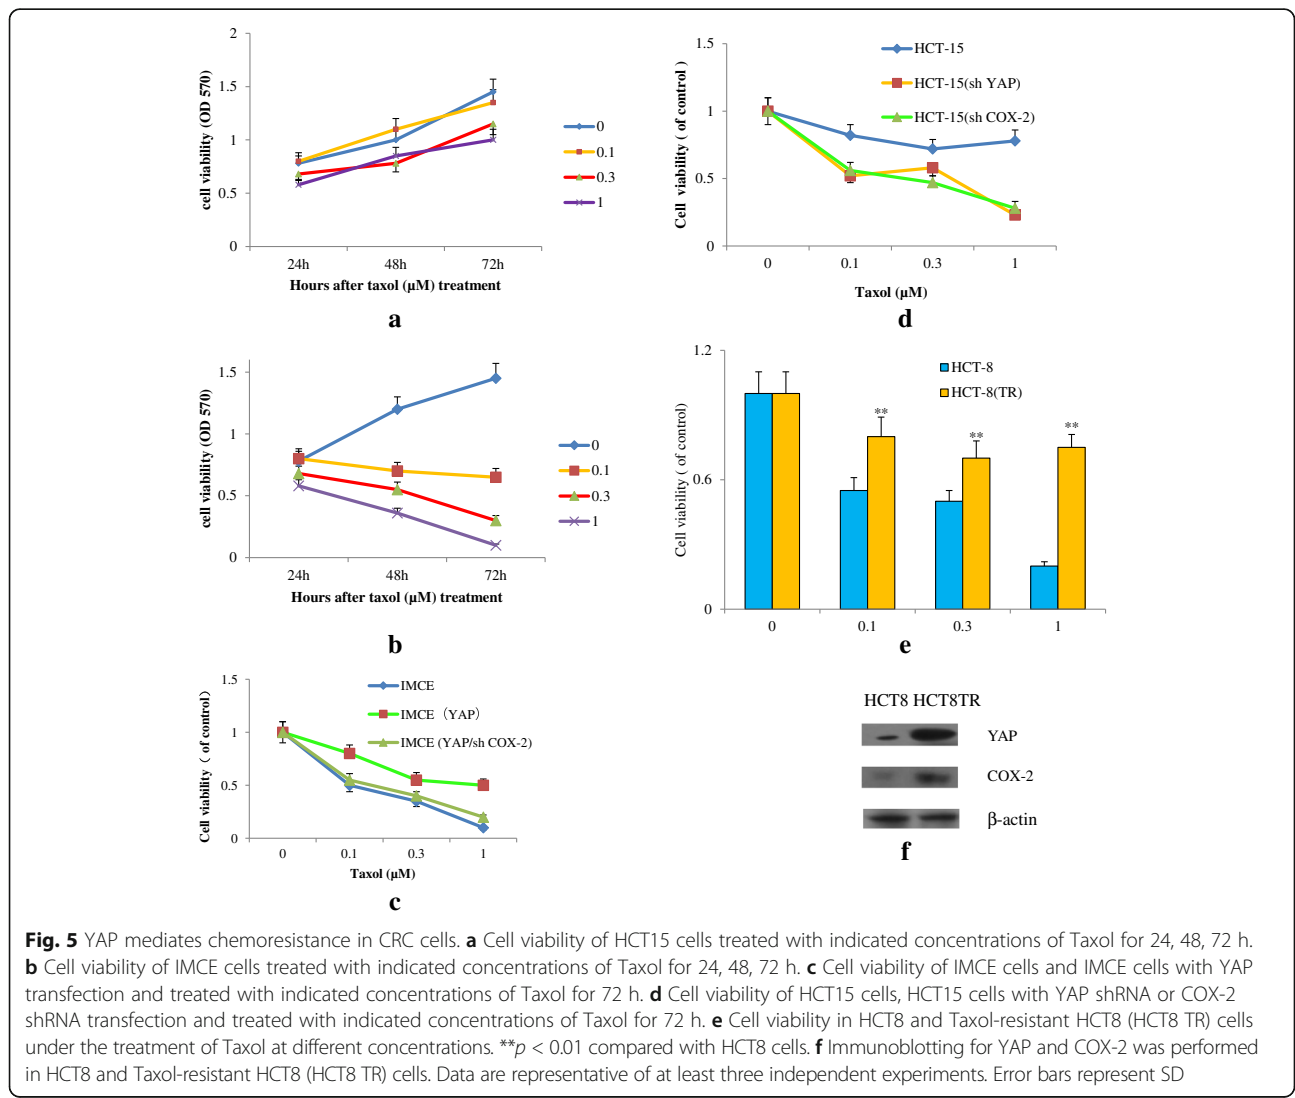 2
1.5
1
0.5
0
cell viability (OD 570)
24h 48h 72h
Hours after taxol (μM) treatment
0
0.1
0.3
1
a
1.5
1
0.5
0
cell viability (OD 570)
24h 48h 72h
Hours after taxol (μM) treatment
0
0.1
0.3
1
b
1.5
1
0.5
0
Cell viability ( of control)
IMCE
IMCE (YAP)
IMCE (YAP/sh COX-2)
0 0.1 0.3 1
Taxol (μM)
c
1.5
1
0.5
0
Cell viability ( of control )
HCT-15
HCT-15(sh YAP)
HCT-15(sh COX-2)
0 0.1 0.3 1
Taxol (μM)
d
1.2
0.6
0
Cell viability ( of control)
HCT-8
HCT-8(TR)
**
**
**
0 0.1 0.3 1
e
HCT8 HCT8TR
YAP
COX-2
β-actin
f
Fig. 5 YAP mediates chemoresistance in CRC cells. a Cell viability of HCT15 cells treated with indicated concentrations of Taxol for 24, 48, 72 h.
b Cell viability of IMCE cells treated with indicated concentrations of Taxol for 24, 48, 72 h. c Cell viability of IMCE cells and IMCE cells with YAP
transfection and treated with indicated concentrations of Taxol for 72 h. d Cell viability of HCT15 cells, HCT15 cells with YAP shRNA or COX-2
shRNA transfection and treated with indicated concentrations of Taxol for 72 h. e Cell viability in HCT8 and Taxol-resistant HCT8 (HCT8 TR) cells
under the treatment of Taxol at different concentrations. **p < 0.01 compared with HCT8 cells. f Immunoblotting for YAP and COX-2 was performed
in HCT8 and Taxol-resistant HCT8 (HCT8 TR) cells. Data are representative of at least three independent experiments. Error bars represent SD